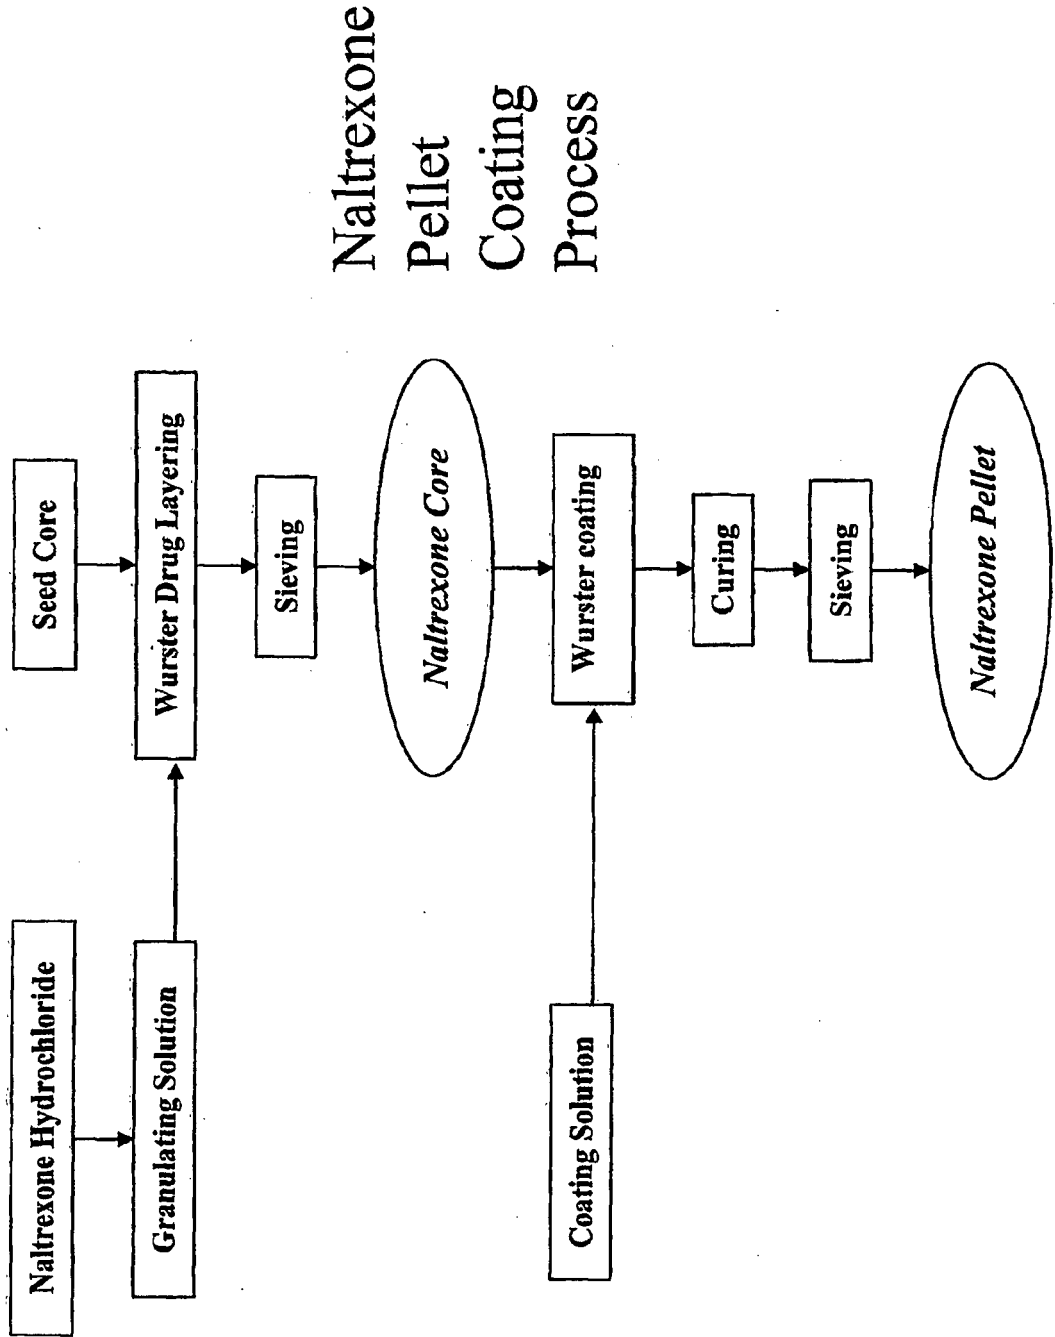 Naltrexone Hydrochloride
Seed Core
Granulating Solution
Wurster Drug Layering
Sieving
Naltrexone Core
Coating Solution
Wurster coating
Curing
Sieving
Naltrexone Pellet
Naltrexone
Pellet
Coating
Process